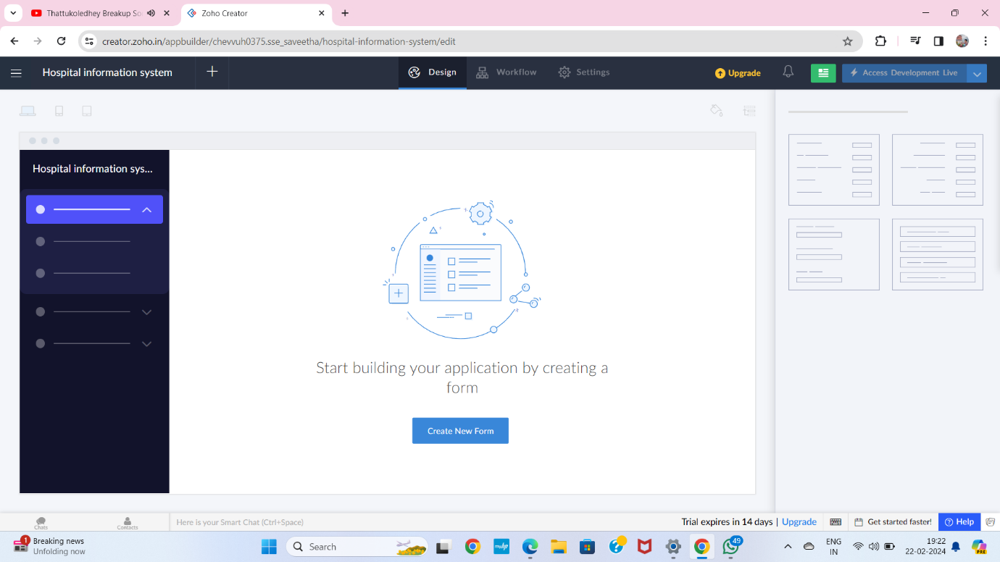 Thattukoledhey Breakup So
Zoho Creator
creator.zoho.in/appbuilder/chevvuh0375.sse_saveetha/hospital-information-system/edit
Hospital information system
Design
Workflow
Settings
Upgrade
Access Development Live
Hospital information sys...
Start building your application by creating a
form
Create New Form
Chats
Contacts
Here is your Smart Chat (Ctrl+Space)
Trial expires in 14 days | Upgrade
Get started faster!
Help
1
Breaking news
Unfolding now
Search
myhp
49
ENG
IN
19:22
22-02-2024
PRE